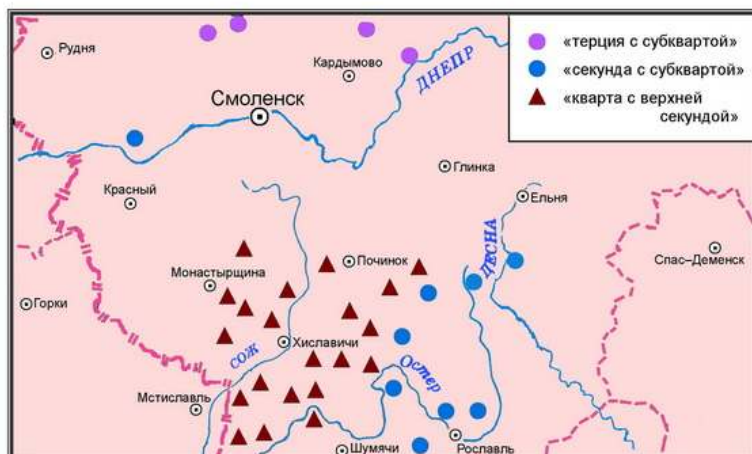 Рудня
Кардымово
ДНЕПР
«терция с субквартой»
«секунда с субквартой»
«кварта с верхней
секундой»
Смоленск
Глинка
Красный
Ельня
ДЕСНА
Починок
Монастырщина
Спас-Деменск
Горки
Хиславичи
СОЖ
Остер
Мстиславль
Шумячи
Рославль